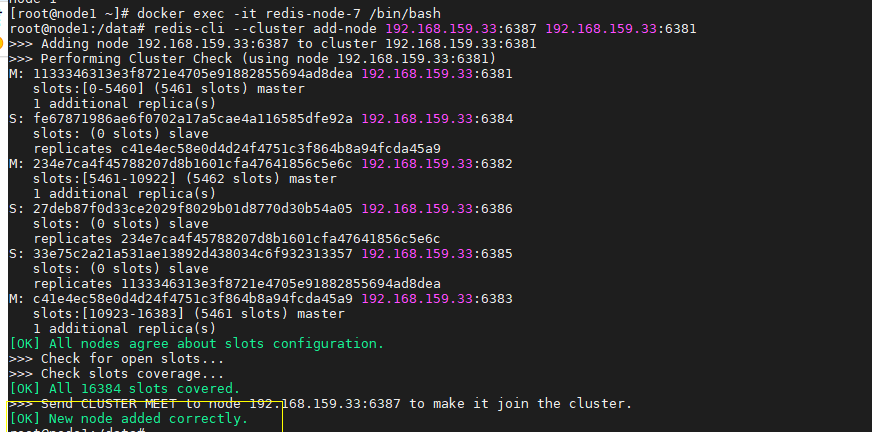 [root@node1 ~]# docker exec -it redis-node-7 /bin/bash
root@node1:/data# redis-cli --cluster add-node 192.168.159.33:6387 192.168.159.33:6381
>>> Adding node 192.168.159.33:6387 to cluster 192.168.159.33:6381
>>> Performing Cluster Check (using node 192.168.159.33:6381)
M: 1133346313e3f8721e4705e91882855694ad8dea 192.168.159.33:6381
   slots:[0-5460] (5461 slots) master
   1 additional replica(s)
S: fe67871986ae6f0702a17a5cae4a116585dfe92a 192.168.159.33:6384
   slots: (0 slots) slave
   replicates c41e4ec58e0d4d24f4751c3f864b8a94fcda45a9
M: 234e7ca4f45788207d8b1601cfa47641856c5e6c 192.168.159.33:6382
   slots:[5461-10922] (5462 slots) master
   1 additional replica(s)
S: 27deb87f0d33ce2029f8029b01d8770d30b54a05 192.168.159.33:6386
   slots: (0 slots) slave
   replicates 234e7ca4f45788207d8b1601cfa47641856c5e6c
S: 33e75c2a21a531ae13892d438034c6f932313357 192.168.159.33:6385
   slots: (0 slots) slave
   replicates 1133346313e3f8721e4705e91882855694ad8dea
M: c41e4ec58e0d4d24f4751c3f864b8a94fcda45a9 192.168.159.33:6383
   slots:[10923-16383] (5461 slots) master
   1 additional replica(s)
[OK] All nodes agree about slots configuration.
>>> Check for open slots...
>>> Check slots coverage...
[OK] All 16384 slots covered.
>>> Send CLUSTER MEET to node 192.168.159.33:6387 to make it join the cluster.
[OK] New node added correctly.
root@node1:/data#